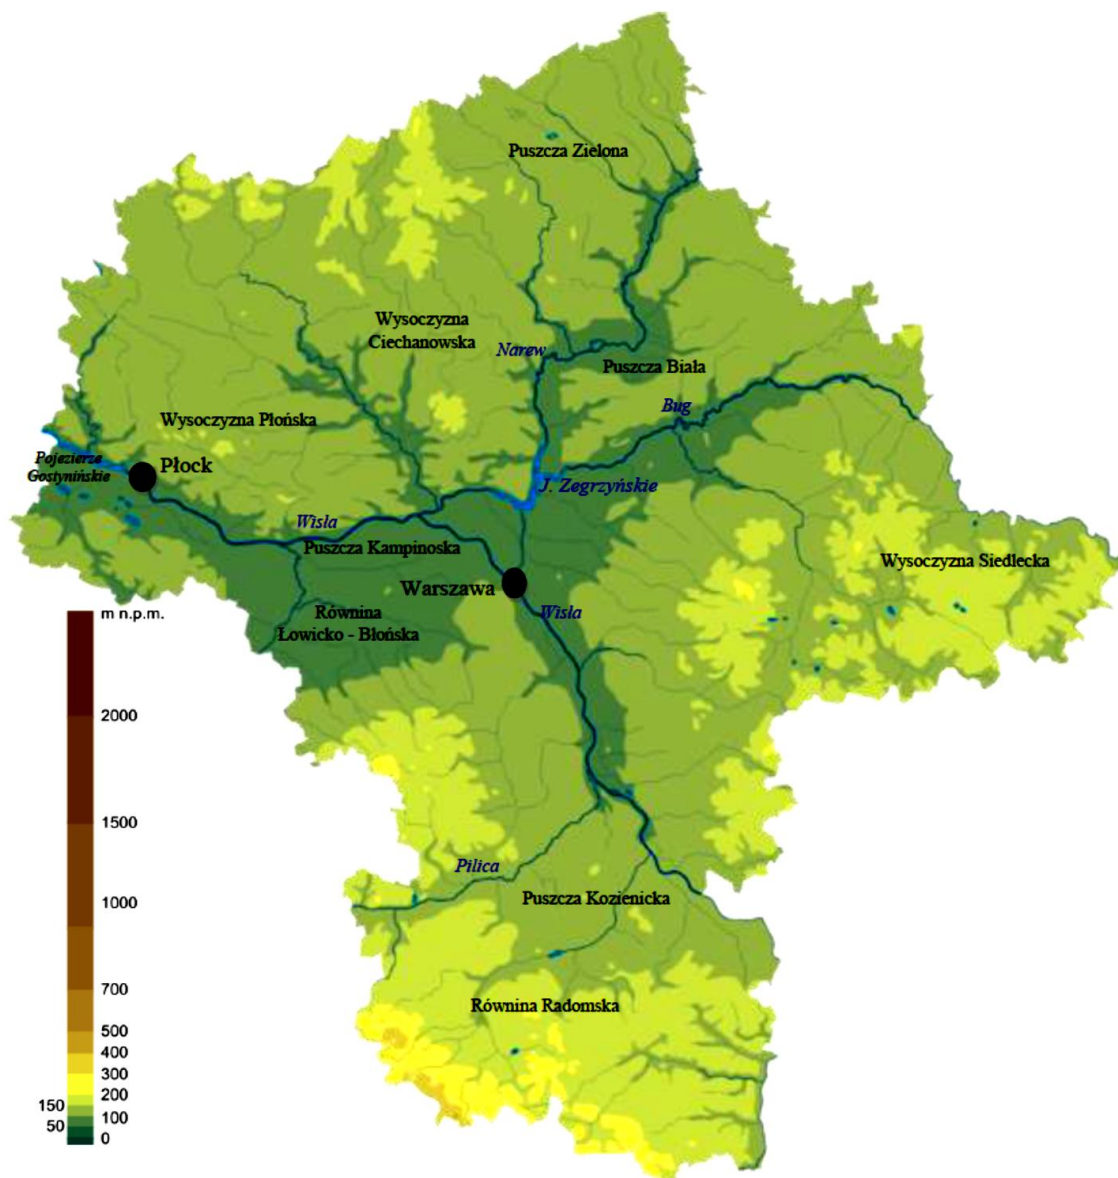 Puszcza Zielona
Wysoczyzna
Ciechanowska
Narew
Puszcza Biała
Bug
Wysoczyzna Płońska
Pojezierze
Gostynińskie
Płock
J. Zegrzyńskie
Wisła
Puszcza Kampinoska
Wysoczyzna Siedlecka
Warszawa
Wisła
Równina
Łowicko - Błońska
m n.p.m.
2000
1500
1000
700
500
400
300
200
150
100
50
0
Pilica
Puszcza Kozienicka
Równina Radomska